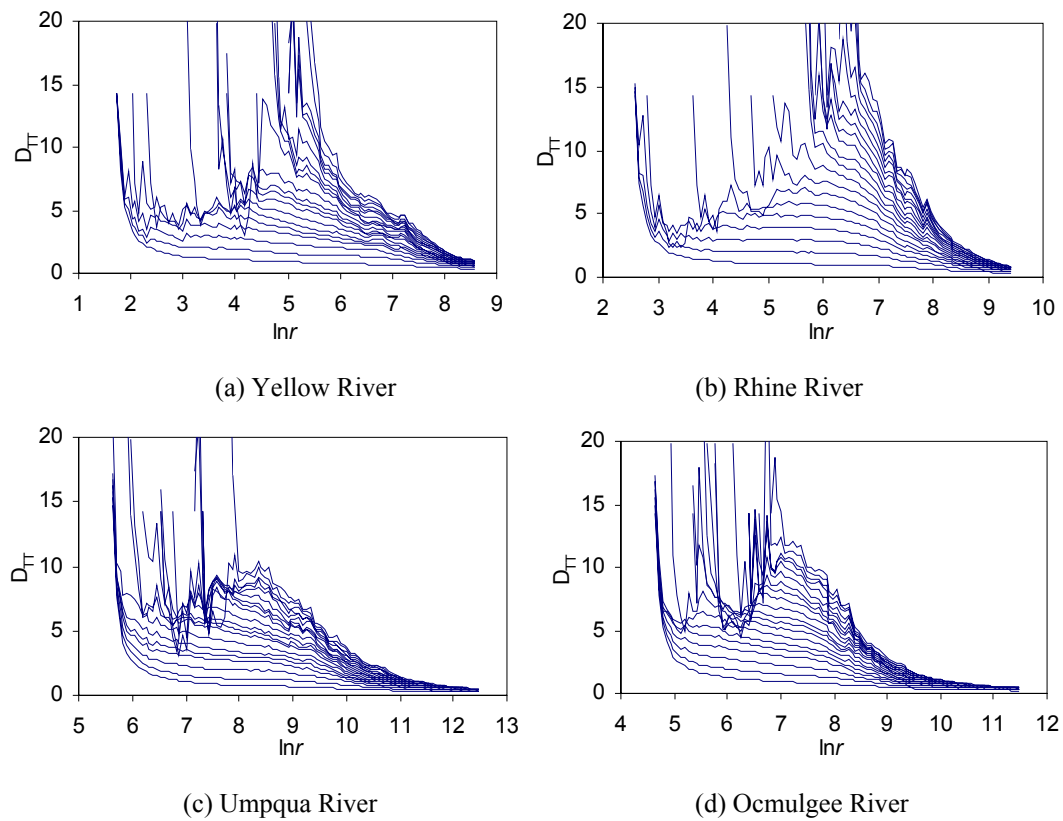 20
15
10
5
0
D_TT
1 2 3 4 5 6 7 8 9
lnr
(a) Yellow River
20
15
10
5
0
D_TT
2 3 4 5 6 7 8 9 10
lnr
(b) Rhine River
20
15
10
5
0
D_TT
5 6 7 8 9 10 11 12 13
lnr
(c) Umpqua River
20
15
10
5
0
D_TT
4 5 6 7 8 9 10 11 12
lnr
(d) Ocmulgee River